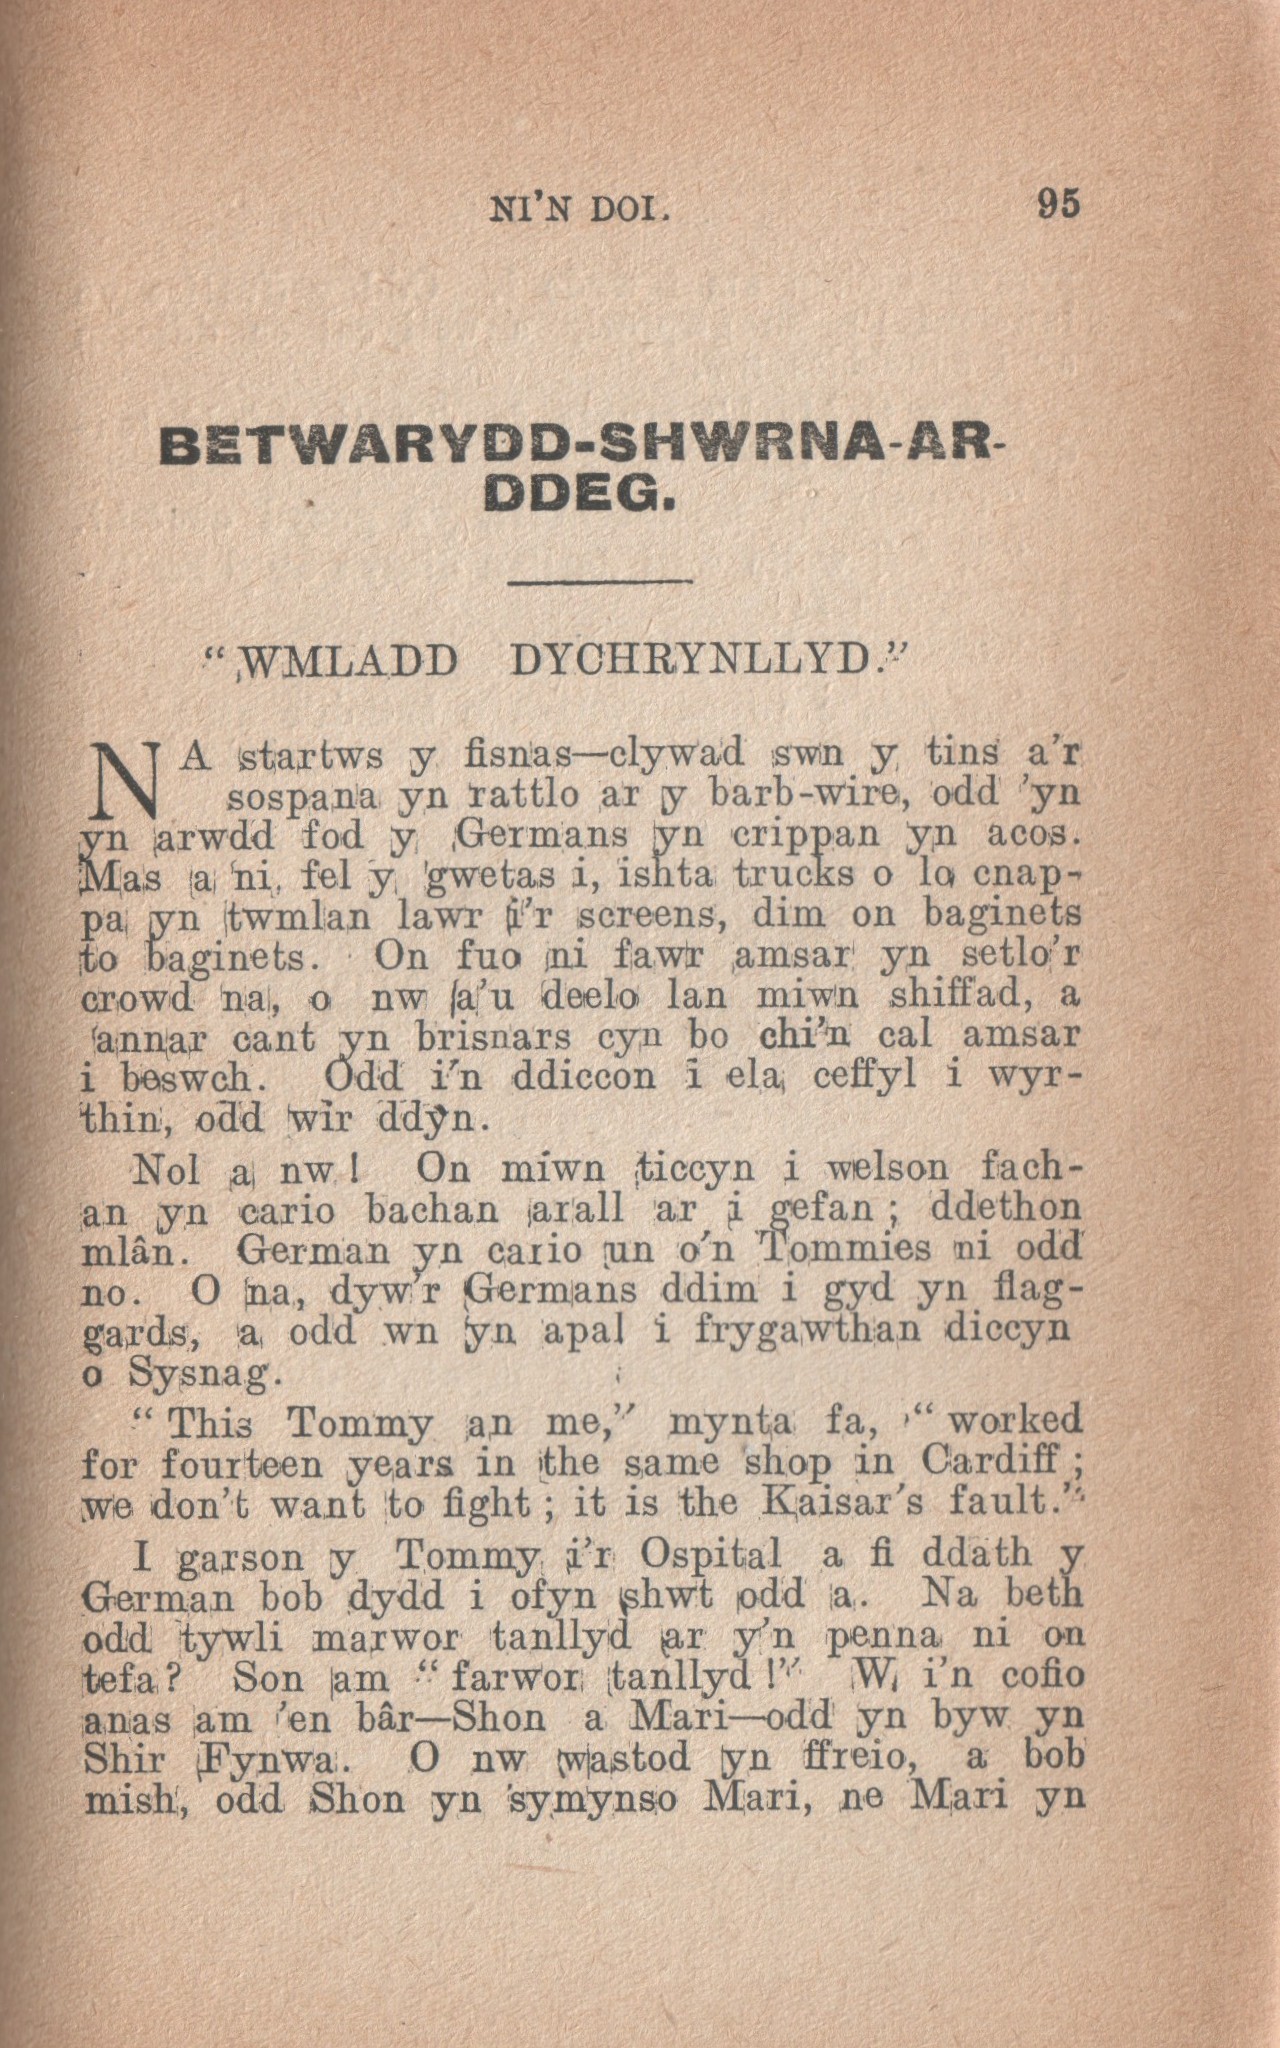 NI'N DOI. 95
BETWARYDD-SHWRNA-AR-
DDEG.
"WMLADD DYCHRYNLLYD."
NA startws y fisnas—clywad swn y tins a'r
sospana yn rattlo ar y barb-wire, odd 'yn
yn arwdd fod y Germans yn crippan yn acos.
Mas a ni, fel y gwetas i, ishta trucks o lo cnap-
pa yn twmlan lawr i'r screens, dim on baginets
to baginets. On fuo ni fawr amsar yn setlo'r
crowd na, o nw a'u deelo lan miwn shiffad, a
'annar cant yn brisnars cyn bo chi'n cal amsar
i beswch. Odd i'n ddiccon i ela ceffyl i wyr-
thin, odd wir ddŷn.
Nol a nw! On miwn ticcyn i welson fach-
an yn cario bachan arall ar i gefan; ddethon
mlân. German yn cario un o'n Tommies ni odd
no. O na, dyw'r Germans ddim i gyd yn flag-
gards, a odd wn yn apal i frygawthan diccyn
o Sysnag.
"This Tommy an me," mynta fa, "worked
for fourteen years in the same shop in Cardiff;
we don't want to fight; it is the Kaisar's fault."
I garson y Tommy i'r Ospital a fi ddath y
German bob dydd i ofyn shwt odd a. Na beth
odd tywli marwor tanllyd ar y'n penna ni on
tefa? Son am "farwor tanllyd!" W i'n cofio
anas am 'en bâr—Shon a Mari—odd yn byw yn
Shir Fynwa. O nw wastod yn ffreio, a bob
mish, odd Shon yn symynso Mari, ne Mari yn